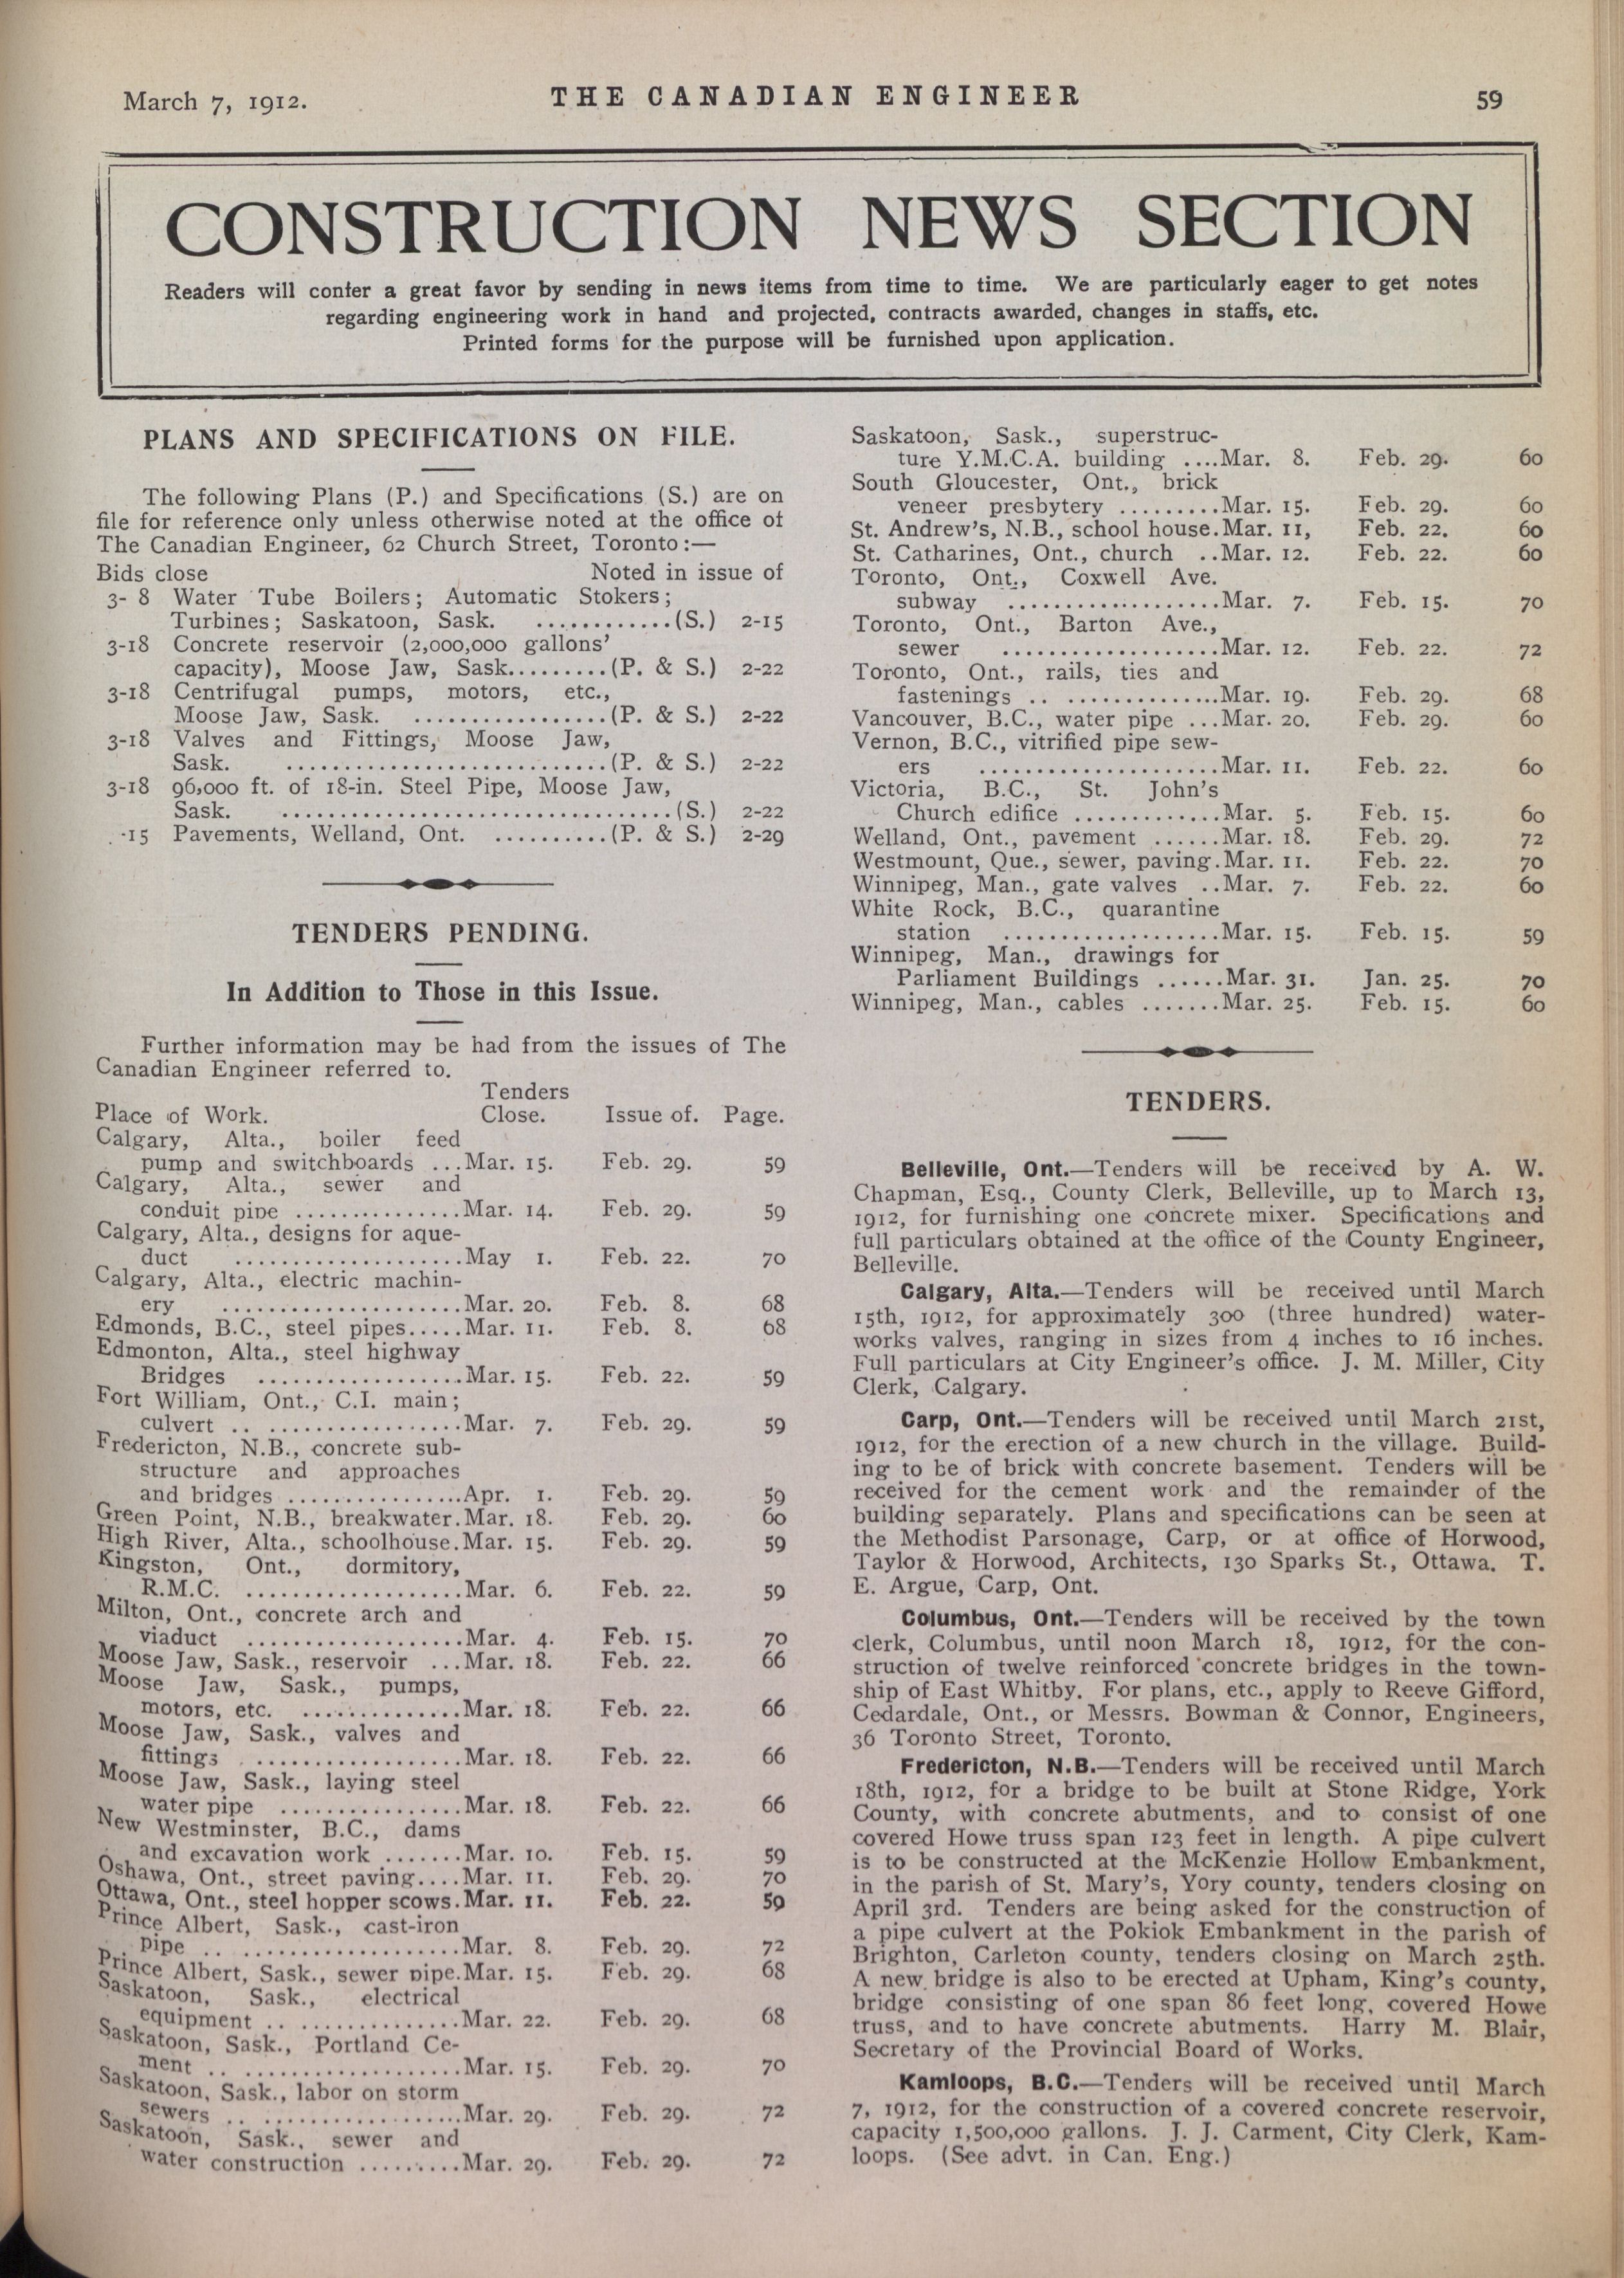 March 7, 1912.
THE CANADIAN ENGINEER
59
CONSTRUCTION NEWS SECTION
Readers will confer a great favor by sending in news items from time to time. We are particularly eager to get notes
regarding engineering work in hand and projected, contracts awarded, changes in staffs, etc.
Printed forms for the purpose will be furnished upon application.
PLANS AND SPECIFICATIONS ON FILE.
The following Plans (P.) and Specifications (S.) are on
file for reference only unless otherwise noted at the office of
The Canadian Engineer, 62 Church Street, Toronto:—
Bids close Noted in issue of
3- 8 Water Tube Boilers; Automatic Stokers;
Turbines; Saskatoon, Sask. ............(S.) 2-15
3-18 Concrete reservoir (2,000,000 gallons'
capacity), Moose Jaw, Sask.........(P. & S.) 2-22
3-18 Centrifugal pumps, motors, etc.,
Moose Jaw, Sask. .................(P. & S.) 2-22
3-18 Valves and Fittings, Moose Jaw,
Sask. ............................(P. & S.) 2-22
3-18 96,000 ft. of 18-in. Steel Pipe, Moose Jaw,
Sask. ..................................(S.) 2-22
-15 Pavements, Welland, Ont. ..........(P. & S.) 2-29
TENDERS PENDING.
In Addition to Those in this Issue.
Further information may be had from the issues of The
Canadian Engineer referred to.
Tenders
Place of Work. Close. Issue of. Page.
Calgary, Alta., boiler feed
pump and switchboards ...Mar. 15. Feb. 29. 59
Calgary, Alta., sewer and
conduit pipe ...............Mar. 14. Feb. 29. 59
Calgary, Alta., designs for aque-
duct ....................May 1. Feb. 22. 70
Calgary, Alta., electric machin-
ery .....................Mar. 20. Feb. 8. 68
Edmonds, B.C., steel pipes.....Mar. 11. Feb. 8. 68
Edmonton, Alta., steel highway
Bridges ..................Mar. 15. Feb. 22. 59
Fort William, Ont., C.I. main;
culvert .. .................Mar. 7. Feb. 29. 59
Fredericton, N.B., concrete sub-
structure and approaches
and bridges ................Apr. 1. Feb. 29. 59
Green Point, N.B., breakwater.Mar. 18. Feb. 29. 60
High River, Alta., schoolhouse.Mar. 15. Feb. 29. 59
Kingston, Ont., dormitory,
R.M.C. ...................Mar. 6. Feb. 22. 59
Milton, Ont., concrete arch and
viaduct ...................Mar. 4. Feb. 15. 70
Moose Jaw, Sask., reservoir ...Mar. 18. Feb. 22. 66
Moose Jaw, Sask., pumps,
motors, etc. ..............Mar. 18. Feb. 22. 66
Moose Jaw, Sask., valves and
fittings ..................Mar. 18. Feb. 22. 66
Moose Jaw, Sask., laying steel
water pipe ................Mar. 18. Feb. 22. 66
New Westminster, B.C., dams
and excavation work .......Mar. 10. Feb. 15. 59
Oshawa, Ont., street paving....Mar. 11. Feb. 29. 70
Ottawa, Ont., steel hopper scows.Mar. 11. Feb. 22. 59
Prince Albert, Sask., cast-iron
pipe .. ...................Mar. 8. Feb. 29. 72
Prince Albert, Sask., sewer pipe.Mar. 15. Feb. 29. 68
Saskatoon, Sask., electrical
equipment .. ..............Mar. 22. Feb. 29. 68
Saskatoon, Sask., Portland Ce-
ment .. ...................Mar. 15. Feb. 29. 70
Saskatoon, Sask., labor on storm
sewers .. ..................Mar. 29. Feb. 29. 72
Saskatoon, Sask., sewer and
water construction .........Mar. 29. Feb. 29. 72
Saskatoon, Sask., superstruc-
ture Y.M.C.A. building ....Mar. 8. Feb. 29. 60
South Gloucester, Ont., brick
veneer presbytery .........Mar. 15. Feb. 29. 60
St. Andrew's, N.B., school house.Mar. 11, Feb. 22. 60
St. Catharines, Ont., church ..Mar. 12. Feb. 22. 60
Toronto, Ont., Coxwell Ave.
subway ...................Mar. 7. Feb. 15. 70
Toronto, Ont., Barton Ave.,
sewer ...................Mar. 12. Feb. 22. 72
Toronto, Ont., rails, ties and
fastenings .. ..............Mar. 19. Feb. 29. 68
Vancouver, B.C., water pipe ...Mar. 20. Feb. 29. 60
Vernon, B.C., vitrified pipe sew-
ers .....................Mar. 11. Feb. 22. 60
Victoria, B.C., St. John's
Church edifice .............Mar. 5. Feb. 15. 60
Welland, Ont., pavement ......Mar. 18. Feb. 29. 72
Westmount, Que., sewer, paving.Mar. 11. Feb. 22. 70
Winnipeg, Man., gate valves ..Mar. 7. Feb. 22. 60
White Rock, B.C., quarantine
station ...................Mar. 15. Feb. 15. 59
Winnipeg, Man., drawings for
Parliament Buildings ......Mar. 31. Jan. 25. 70
Winnipeg, Man., cables .......Mar. 25. Feb. 15. 60
TENDERS.
Belleville, Ont.—Tenders will be received by A. W.
Chapman, Esq., County Clerk, Belleville, up to March 13,
1912, for furnishing one concrete mixer. Specifications and
full particulars obtained at the office of the County Engineer,
Belleville.
Calgary, Alta.—Tenders will be received until March
15th, 1912, for approximately 300 (three hundred) water-
works valves, ranging in sizes from 4 inches to 16 inches.
Full particulars at City Engineer's office. J. M. Miller, City
Clerk, Calgary.
Carp, Ont.—Tenders will be received until March 21st,
1912, for the erection of a new church in the village. Build-
ing to be of brick with concrete basement. Tenders will be
received for the cement work and the remainder of the
building separately. Plans and specifications can be seen at
the Methodist Parsonage, Carp, or at office of Horwood,
Taylor & Horwood, Architects, 130 Sparks St., Ottawa. T.
E. Argue, Carp, Ont.
Columbus, Ont.—Tenders will be received by the town
clerk, Columbus, until noon March 18, 1912, for the con-
struction of twelve reinforced concrete bridges in the town-
ship of East Whitby. For plans, etc., apply to Reeve Gifford,
Cedardale, Ont., or Messrs. Bowman & Connor, Engineers,
36 Toronto Street, Toronto.
Fredericton, N.B.—Tenders will be received until March
18th, 1912, for a bridge to be built at Stone Ridge, York
County, with concrete abutments, and to consist of one
covered Howe truss span 123 feet in length. A pipe culvert
is to be constructed at the McKenzie Hollow Embankment,
in the parish of St. Mary's, Yory county, tenders closing on
April 3rd. Tenders are being asked for the construction of
a pipe culvert at the Pokiok Embankment in the parish of
Brighton, Carleton county, tenders closing on March 25th.
A new bridge is also to be erected at Upham, King's county,
bridge consisting of one span 86 feet long, covered Howe
truss, and to have concrete abutments. Harry M. Blair,
Secretary of the Provincial Board of Works.
Kamloops, B.C.—Tenders will be received until March
7, 1912, for the construction of a covered concrete reservoir,
capacity 1,500,000 gallons. J. J. Carment, City Clerk, Kam-
loops. (See advt. in Can. Eng.)